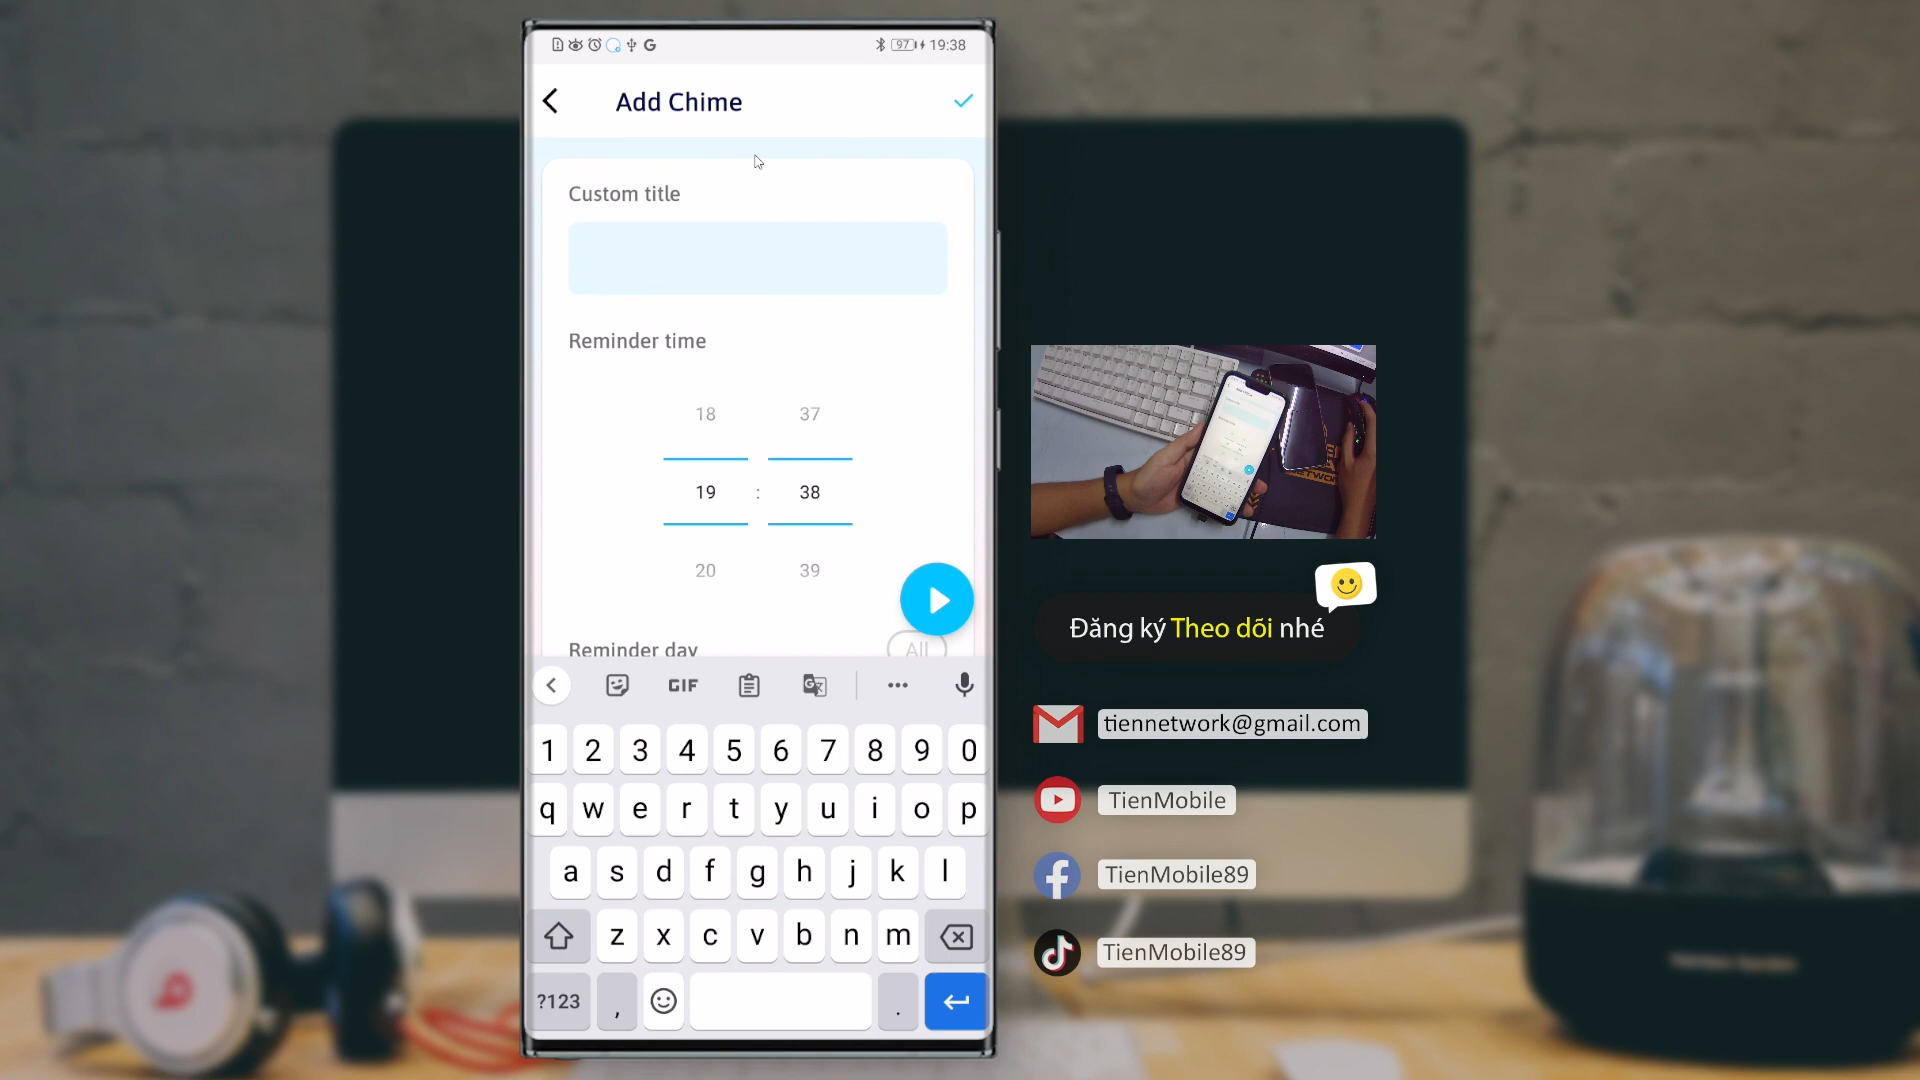 97 19:38
Add Chime
Custom title
Reminder time
18 37
19 : 38
20 39
Reminder day All
GIF
1 2 3 4 5 6 7 8 9 0
q w e r t y u i o p
a s d f g h j k l
z x c v b n m
?123 , .
Đăng ký Theo dõi nhé
tiennetwork@gmail.com
TienMobile
TienMobile89
TienMobile89